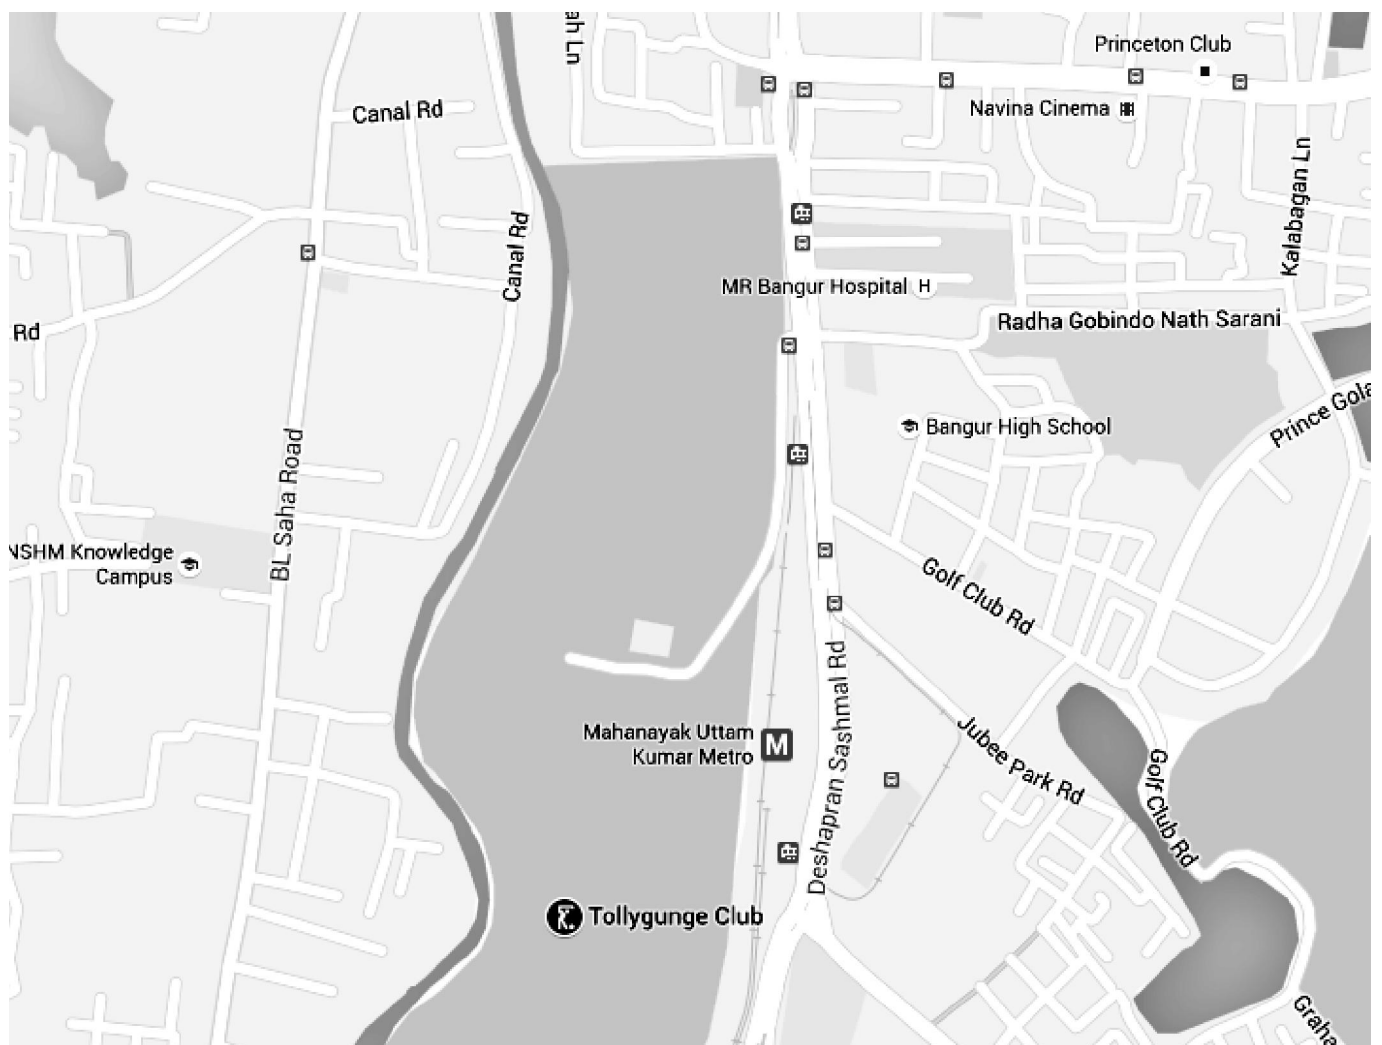 ah Ln
Princeton Club
Canal Rd
Navina Cinema
Kalabagan Ln
Canal Rd
MR Bangur Hospital
H
Radha Gobindo Nath Sarani
Rd
Prince Gola
Bangur High School
BL Saha Road
NSHM Knowledge
Campus
Golf Club Rd
Deshapran Sashmal Rd
Mahanayak Uttam
Kumar Metro
M
Jubee Park Rd
Golf Club Rd
Tollygunge Club
Graha